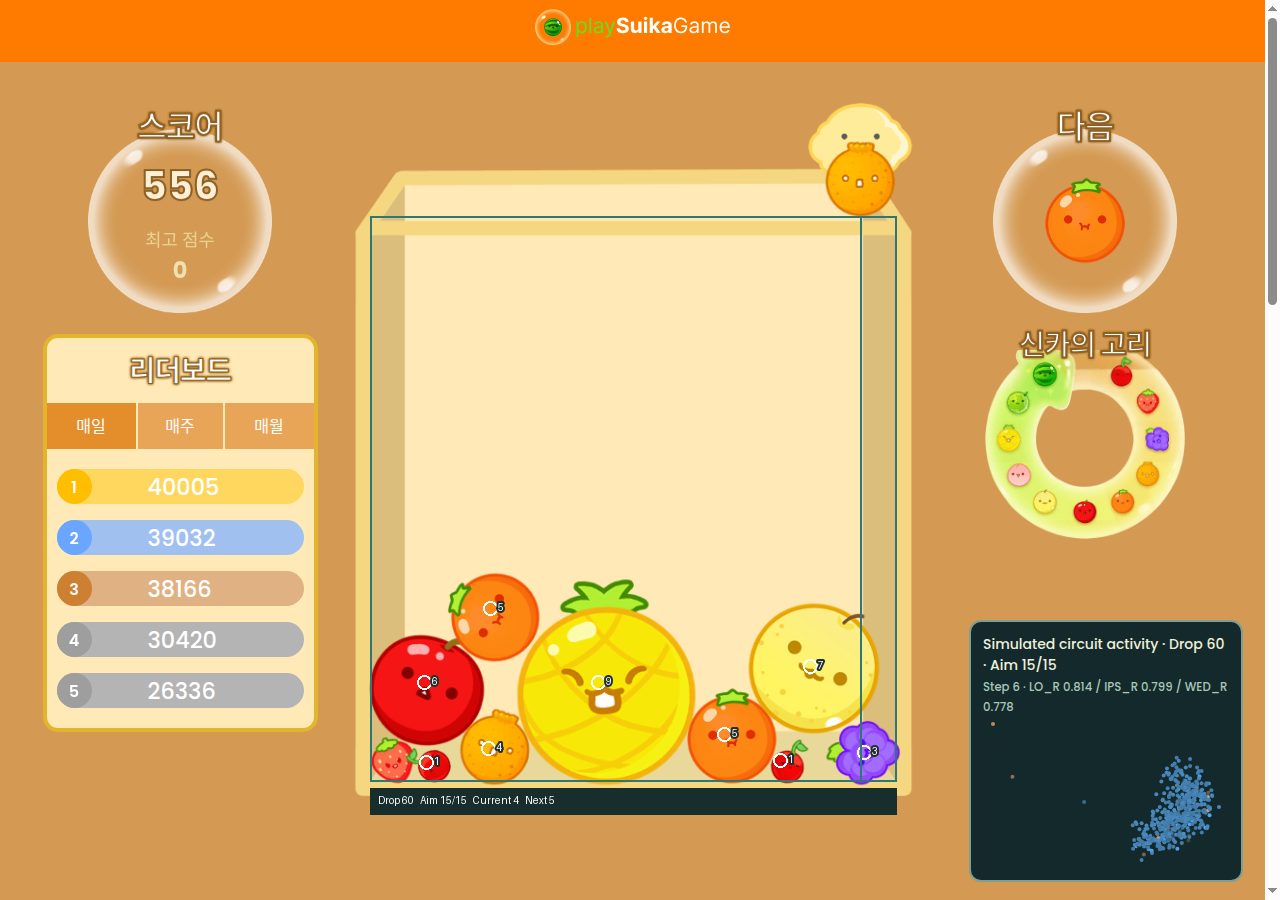 playSuikaGame
스코어
556
최고 점수
0
다음
리더보드
매일 매주 매월
1 40005
2 39032
3 38166
4 30420
5 26336
신카의 고리
5
6
9
7
4
5
3
1
1
Drop60 Aim 15/15 Current 4 Next 5
Simulated circuit activity · Drop 60
· Aim 15/15
Step 6 · LO_R 0.814 / IPS_R 0.799 / WED_R
0.778